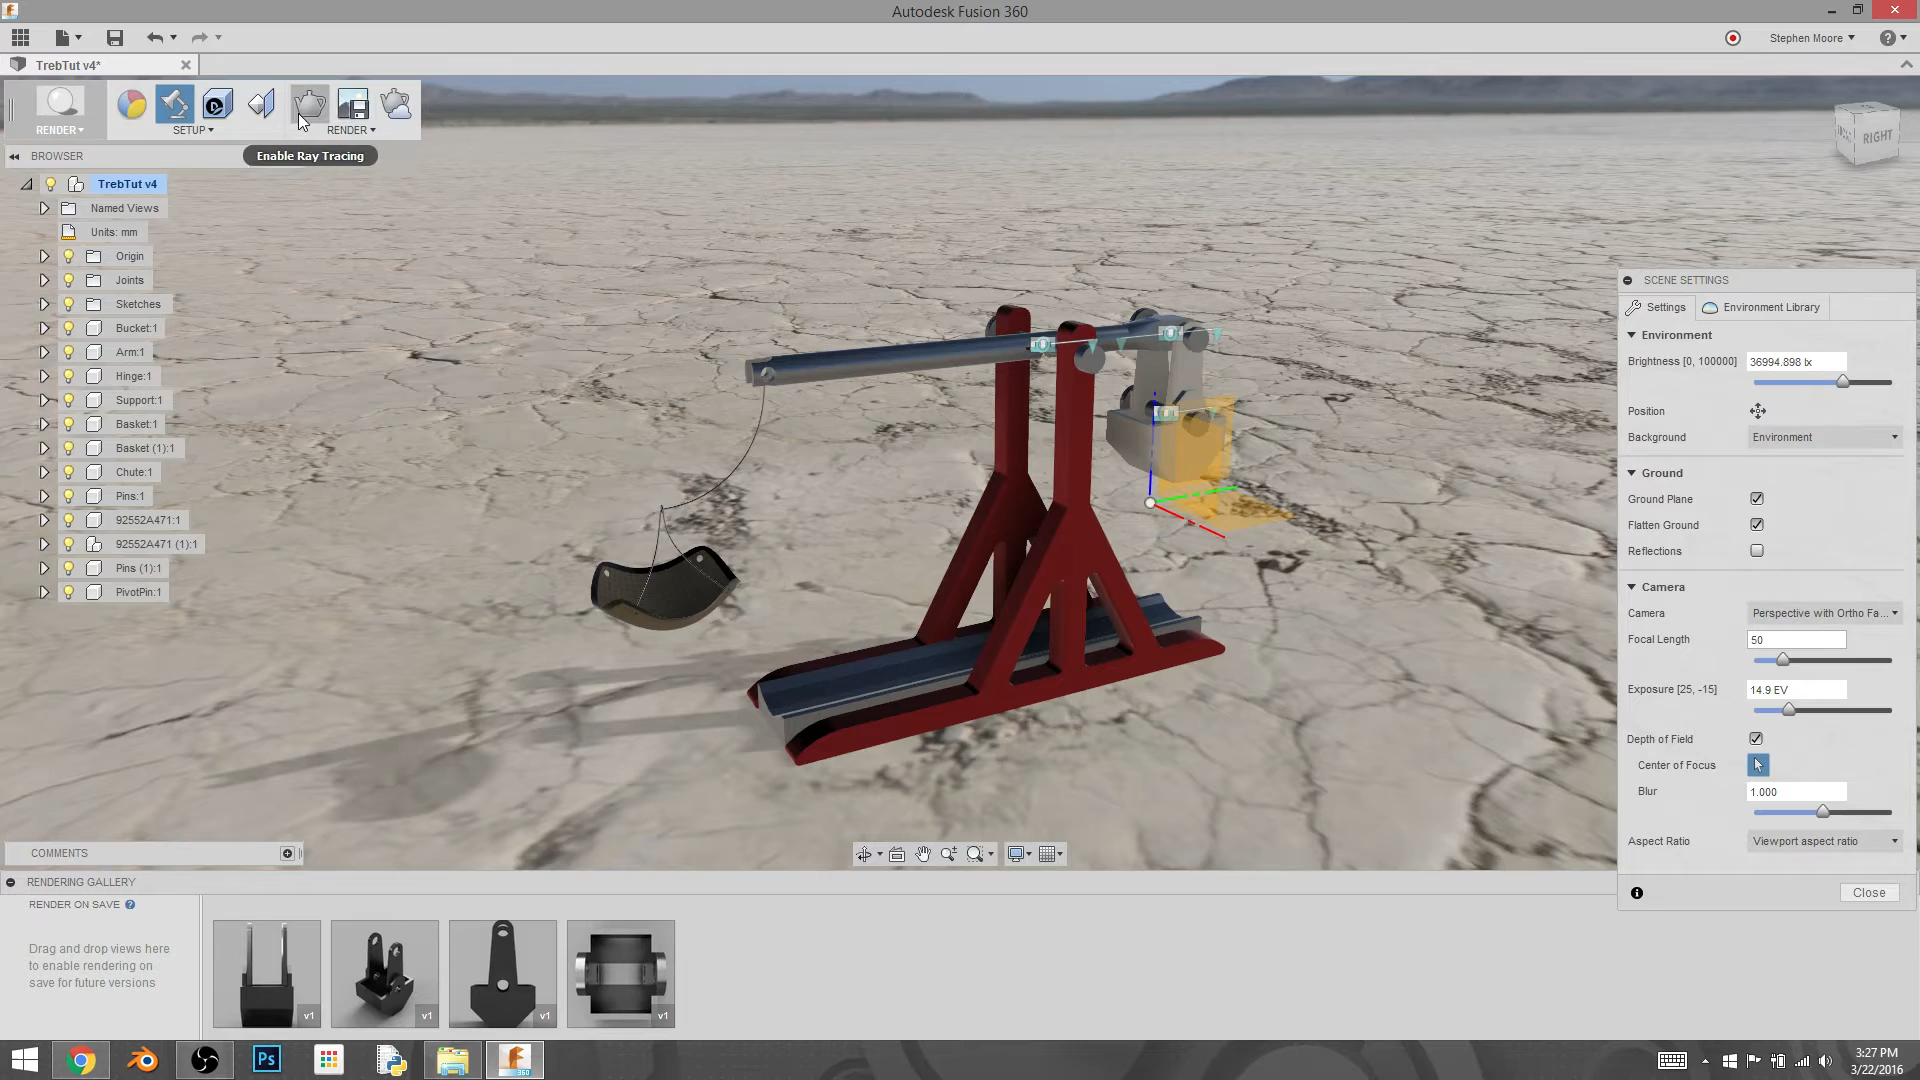 Autodesk Fusion 360
Stephen Moore
TrebTut v4*
RENDER
SETUP
RENDER
BROWSER
Enable Ray Tracing
RIGHT
TrebTut v4
Named Views
Units: mm
Origin
Joints
Sketches
Bucket:1
Arm:1
Hinge:1
Support:1
Basket:1
Basket (1):1
Chute:1
Pins:1
92552A471:1
92552A471 (1):1
Pins (1):1
PivotPin:1
SCENE SETTINGS
Settings
Environment Library
Environment
Brightness [0, 100000]
36994.898 lx
Position
Background
Environment
Ground
Ground Plane
Flatten Ground
Reflections
Camera
Camera
Perspective with Ortho Fa...
Focal Length
50
Exposure [25, -15]
14.9 EV
Depth of Field
Center of Focus
Blur
1.000
Aspect Ratio
Viewport aspect ratio
Close
COMMENTS
RENDERING GALLERY
RENDER ON SAVE
Drag and drop views here
to enable rendering on
save for future versions
v1
v1
v1
v1
Ps
360
3:27 PM
3/22/2016